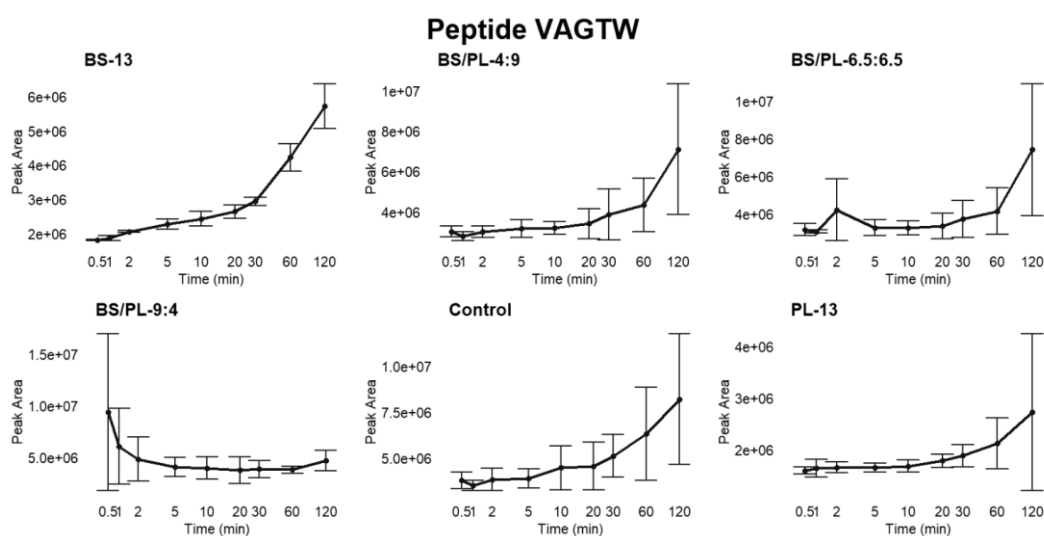 Peptide VAGTW
BS-13
BS/PL-4:9
BS/PL-6.5:6.5
Peak Area
6e+06
5e+06
4e+06
3e+06
2e+06
0.51 2 5 10 20 30 60 120
Time (min)
Peak Area
1e+07
8e+06
6e+06
4e+06
0.51 2 5 10 20 30 60 120
Time (min)
Peak Area
1e+07
8e+06
6e+06
4e+06
0.51 2 5 10 20 30 60 120
Time (min)
BS/PL-9:4
Control
PL-13
Peak Area
1.5e+07
1.0e+07
5.0e+06
0.51 2 5 10 20 30 60 120
Time (min)
Peak Area
1.0e+07
7.5e+06
5.0e+06
0.51 2 5 10 20 30 60 120
Time (min)
Peak Area
4e+06
3e+06
2e+06
0.51 2 5 10 20 30 60 120
Time (min)